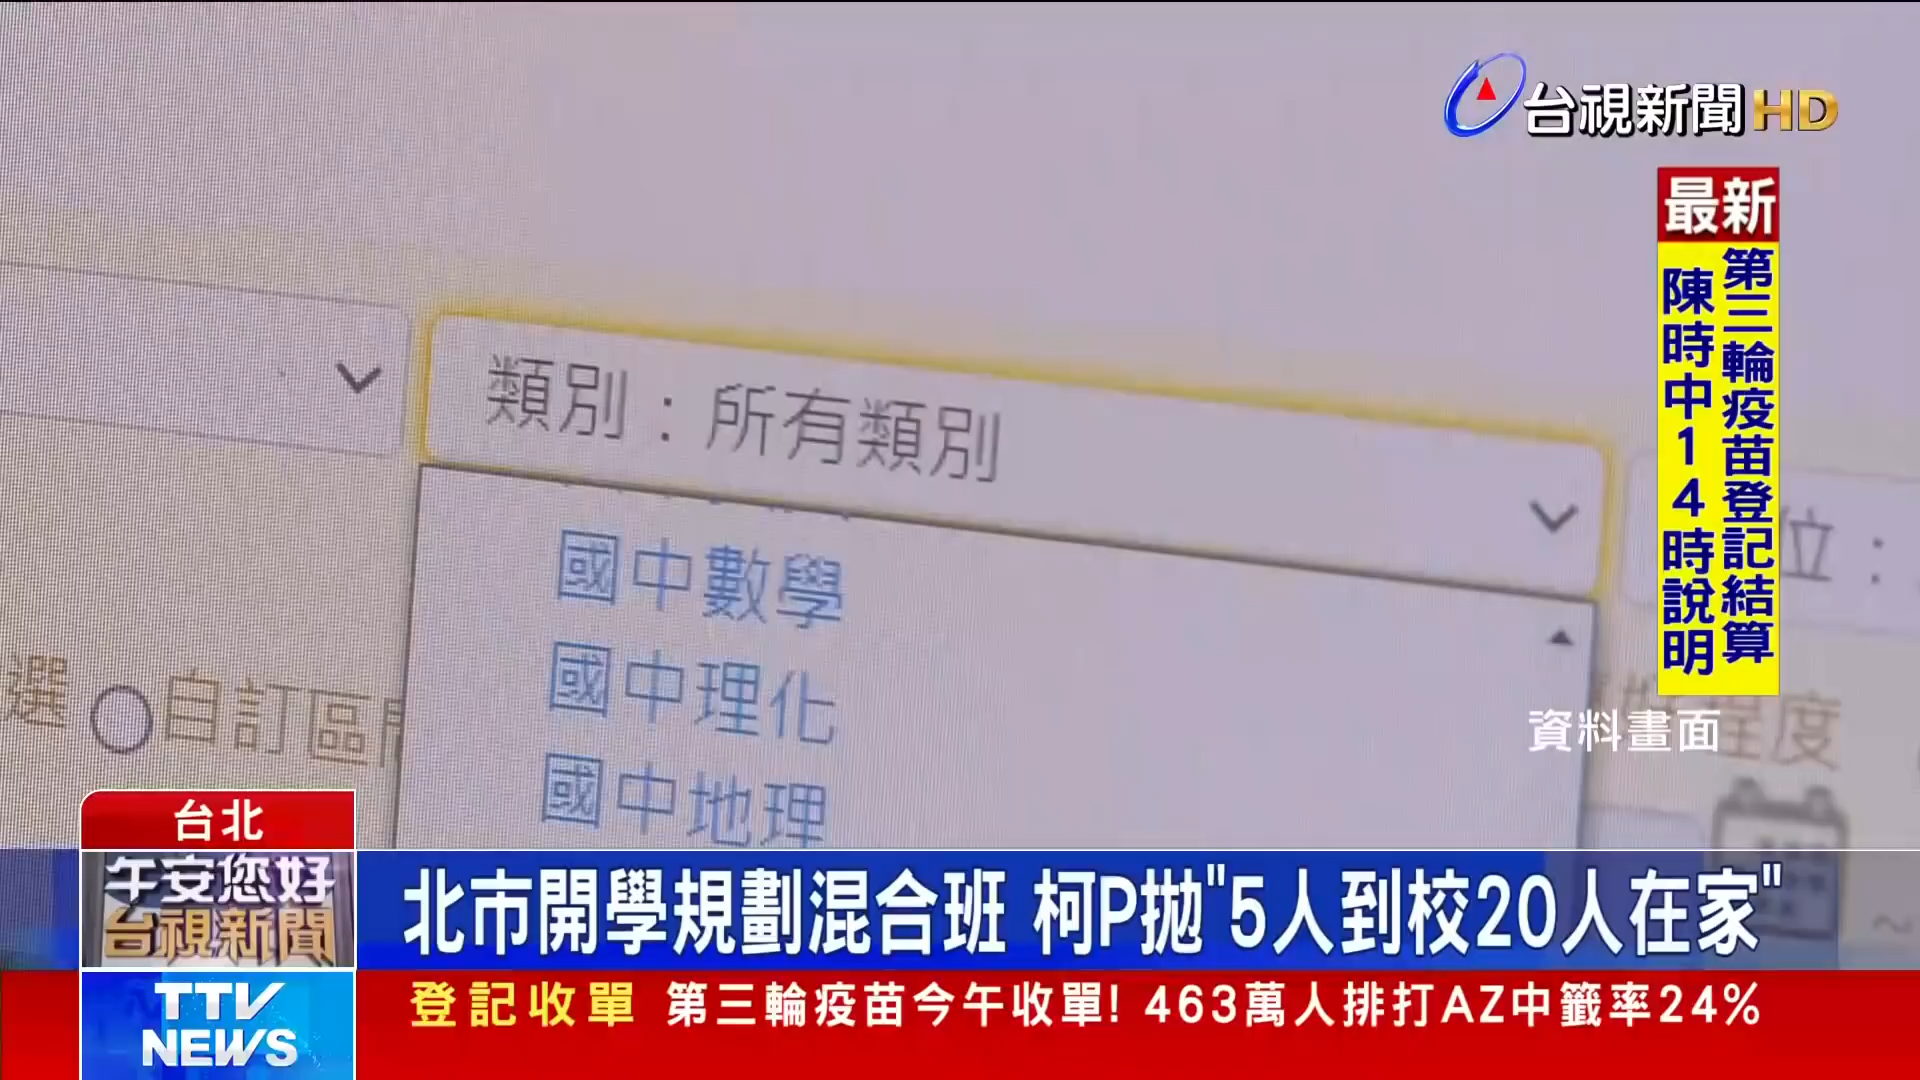 台視新聞HD
最新
第三輪疫苗登記結算
陳時中14時說明
類別：所有類別
國中數學
國中理化
國中地理
位：
選 自訂區間
程度
資料畫面
台北
午安您好
台視新聞
北市開學規劃混合班 柯P拋"5人到校20人在家"
TTV
NEWS
登記收單 第三輪疫苗今午收單! 463萬人排打AZ中籤率24%